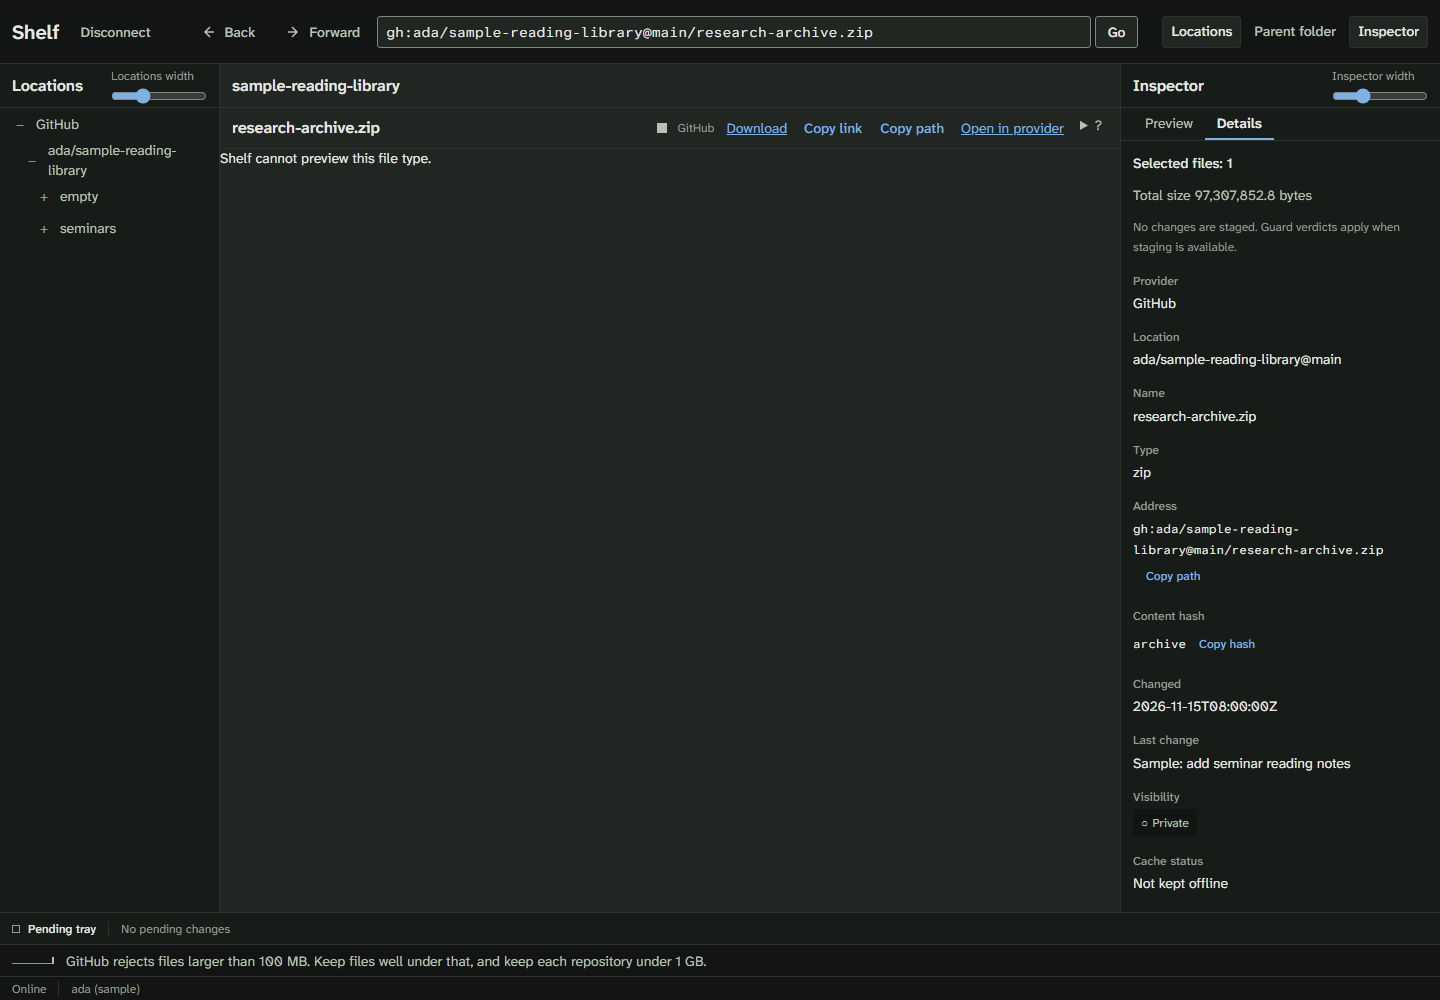 Shelf
Disconnect
← Back
→ Forward
gh:ada/sample-reading-library@main/research-archive.zip
Go
Locations
Parent folder
Inspector
Locations
Locations width
– GitHub
– ada/sample-reading-
library
+ empty
+ seminars
sample-reading-library
research-archive.zip
GitHub
Download
Copy link
Copy path
Open in provider
?
Shelf cannot preview this file type.
Inspector
Inspector width
Preview
Details
Selected files: 1
Total size 97,307,852.8 bytes
No changes are staged. Guard verdicts apply when
staging is available.
Provider
GitHub
Location
ada/sample-reading-library@main
Name
research-archive.zip
Type
zip
Address
gh:ada/sample-reading-
library@main/research-archive.zip
Copy path
Content hash
archive
Copy hash
Changed
2026-11-15T08:00:00Z
Last change
Sample: add seminar reading notes
Visibility
Private
Cache status
Not kept offline
Pending tray
No pending changes
GitHub rejects files larger than 100 MB. Keep files well under that, and keep each repository under 1 GB.
Online
ada (sample)